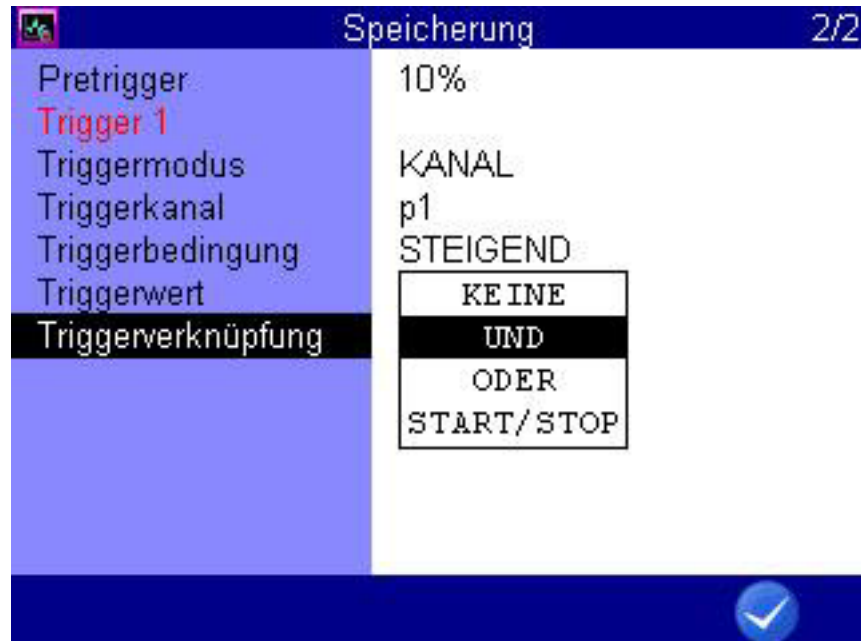 Speicherung 2/2
Pretrigger 10%
Trigger 1
Triggermodus KANAL
Triggerkanal p1
Triggerbedingung STEIGEND
Triggerwert KEINE
Triggerverknüpfung UND
ODER
START/STOP